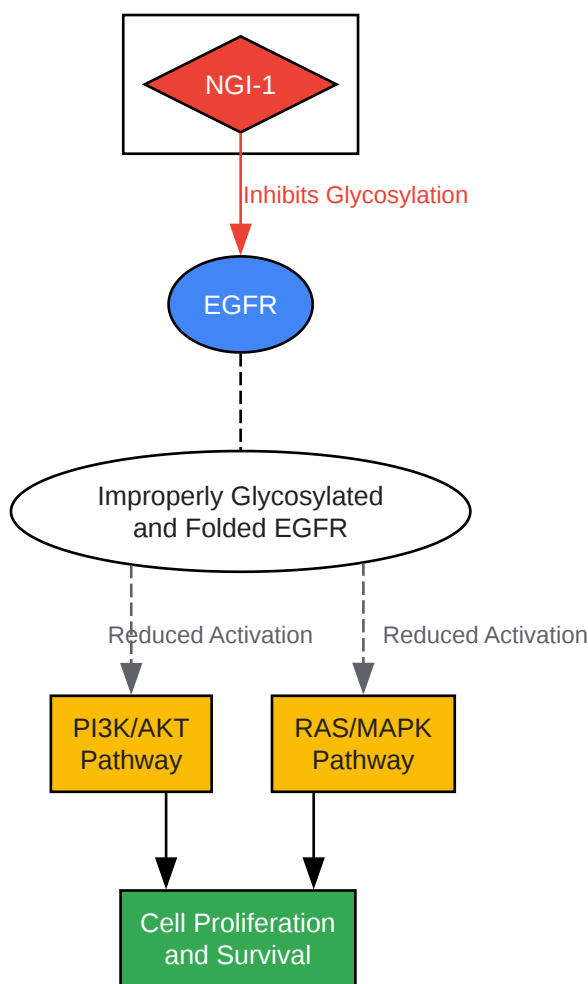 NGI-1
Inhibits Glycosylation
EGFR
Improperly Glycosylated
and Folded EGFR
Reduced Activation
Reduced Activation
PI3K/AKT
Pathway
RAS/MAPK
Pathway
Cell Proliferation
and Survival